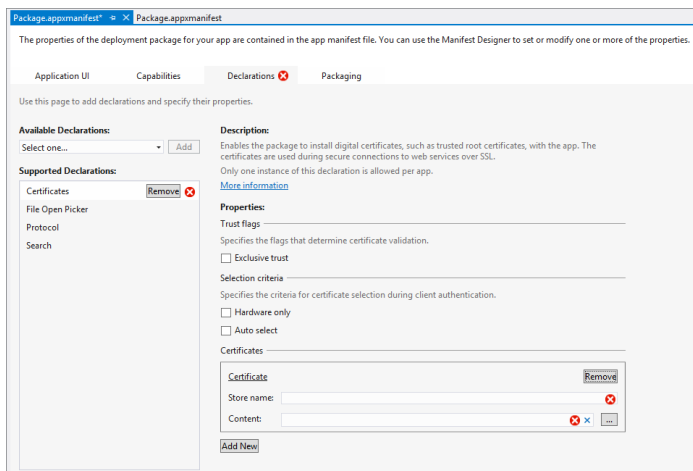 Package.appxmanifest* Package.appxmanifest
The properties of the deployment package for your app are contained in the app manifest file. You can use the Manifest Designer to set or modify one or more of the properties.
Application UI Capabilities Declarations Packaging
Use this page to add declarations and specify their properties.
Available Declarations:
Select one... Add
Supported Declarations:
Certificates Remove
File Open Picker
Protocol
Search
Description:
Enables the package to install digital certificates, such as trusted root certificates, with the app. The
certificates are used during secure connections to web services over SSL.
Only one instance of this declaration is allowed per app.
More information
Properties:
Trust flags
Specifies the flags that determine certificate validation.
Exclusive trust
Selection criteria
Specifies the criteria for certificate selection during client authentication.
Hardware only
Auto select
Certificates
Certificate Remove
Store name:
Content: ...
Add New